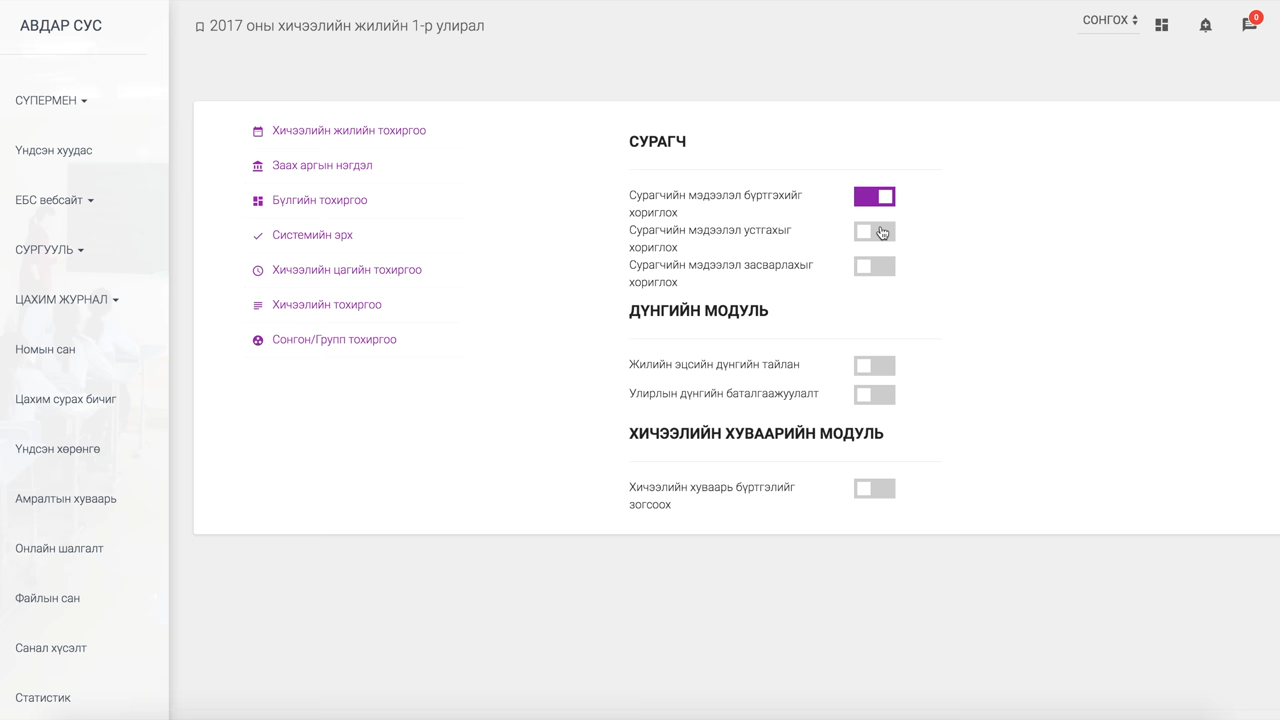 АВДАР СУС
2017 оны хичээлийн жилийн 1-р улирал
СОНГОХ
0
СҮПЕРМЕН
Үндсэн хуудас
ЕБС вебсайт
СУРГУУЛЬ
ЦАХИМ ЖУРНАЛ
Номын сан
Цахим сурах бичиг
Үндсэн хөрөнгө
Амралтын хуваарь
Онлайн шалгалт
Файлын сан
Санал хүсэлт
Статистик
Хичээлийн жилийн тохиргоо
Заах аргын нэгдэл
Бүлгийн тохиргоо
Системийн эрх
Хичээлийн цагийн тохиргоо
Хичээлийн тохиргоо
Сонгон/Групп тохиргоо
СУРАГЧ
Сурагчийн мэдээлэл бүртгэхийг
хориглох
Сурагчийн мэдээлэл устгахыг
хориглох
Сурагчийн мэдээлэл засварлахыг
хориглох
ДҮНГИЙН МОДУЛЬ
Жилийн эцсийн дүнгийн тайлан
Улирлын дүнгийн баталгаажуулалт
ХИЧЭЭЛИЙН ХУВААРИЙН МОДУЛЬ
Хичээлийн хуваарь бүртгэлийг
зогсоох